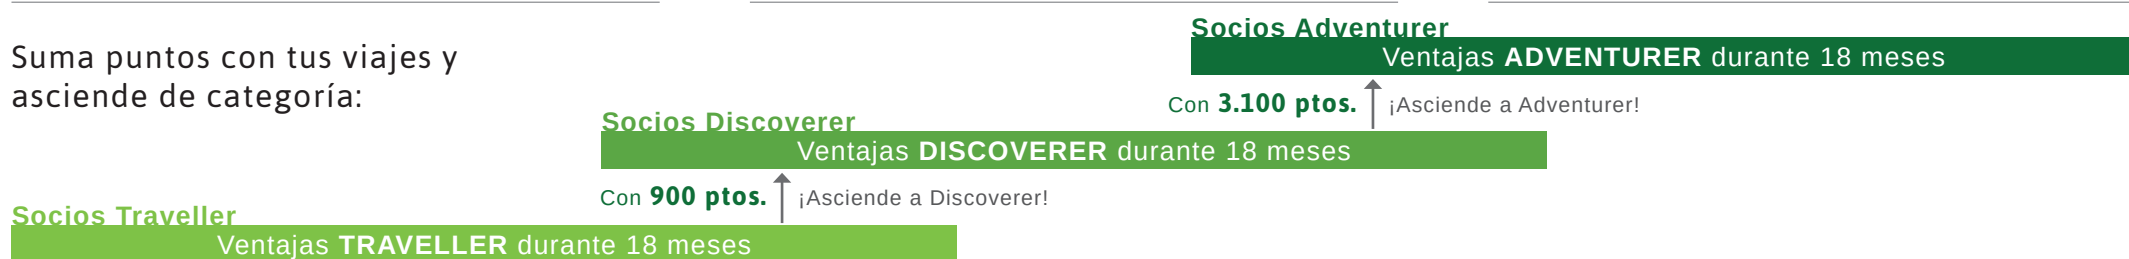 Suma puntos con tus viajes y
asciende de categoría:
Socios Adventurer
Ventajas ADVENTURER durante 18 meses
Con 3.100 ptos. ¡Asciende a Adventurer!
Socios Discoverer
Ventajas DISCOVERER durante 18 meses
Con 900 ptos. ¡Asciende a Discoverer!
Socios Traveller
Ventajas TRAVELLER durante 18 meses